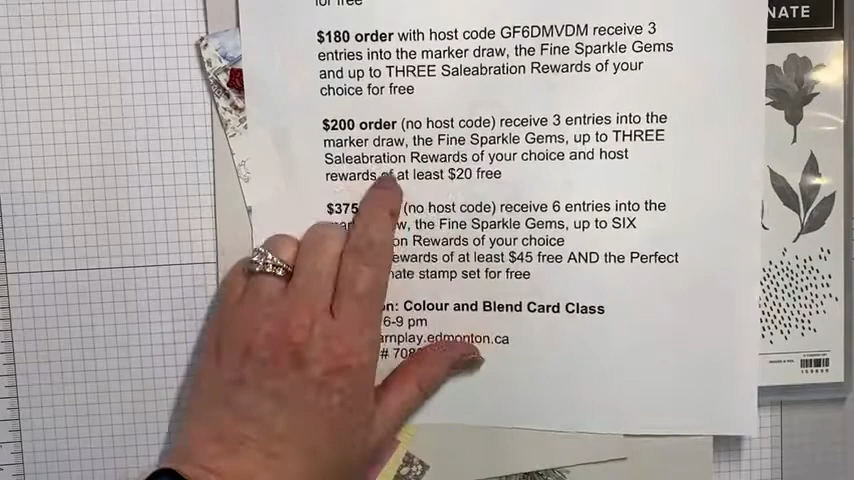 for free
NATE
$180 order with host code GF6DMVDM receive 3
entries into the marker draw, the Fine Sparkle Gems
and up to THREE Saleabration Rewards of your
choice for free
$200 order (no host code) receive 3 entries into the
marker draw, the Fine Sparkle Gems, up to THREE
Saleabration Rewards of your choice and host
rewards of at least $20 free
$375 (no host code) receive 6 entries into the
w, the Fine Sparkle Gems, up to SIX
on Rewards of your choice
ewards of at least $45 free AND the Perfect
nate stamp set for free
n: Colour and Blend Card Class
6-9 pm
arnplay.edmonton.ca
# 708